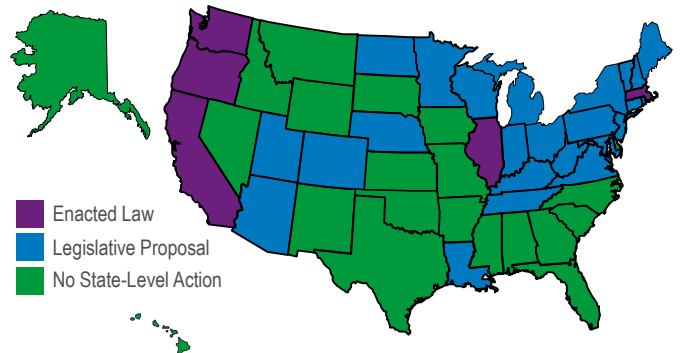 Enacted Law
Legislative Proposal
No State-Level Action